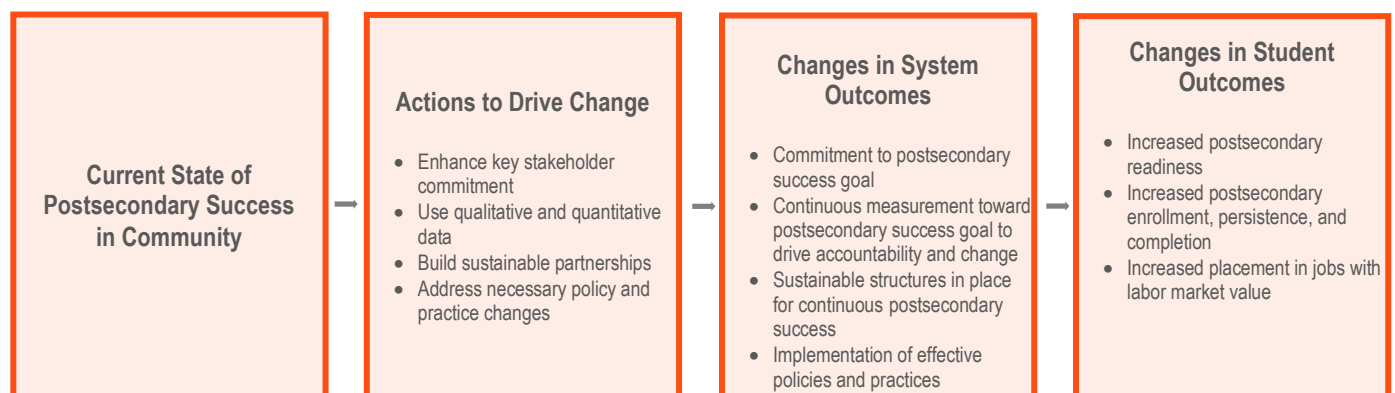 Current State of
Postsecondary Success
in Community
Actions to Drive Change
• Enhance key stakeholder
commitment
• Use qualitative and quantitative
data
• Build sustainable partnerships
• Address necessary policy and
practice changes
Changes in System
Outcomes
• Commitment to postsecondary
success goal
• Continuous measurement toward
postsecondary success goal to
drive accountability and change
• Sustainable structures in place
for continuous postsecondary
success
• Implementation of effective
policies and practices
Changes in Student
Outcomes
• Increased postsecondary
readiness
• Increased postsecondary
enrollment, persistence, and
completion
• Increased placement in jobs with
labor market value